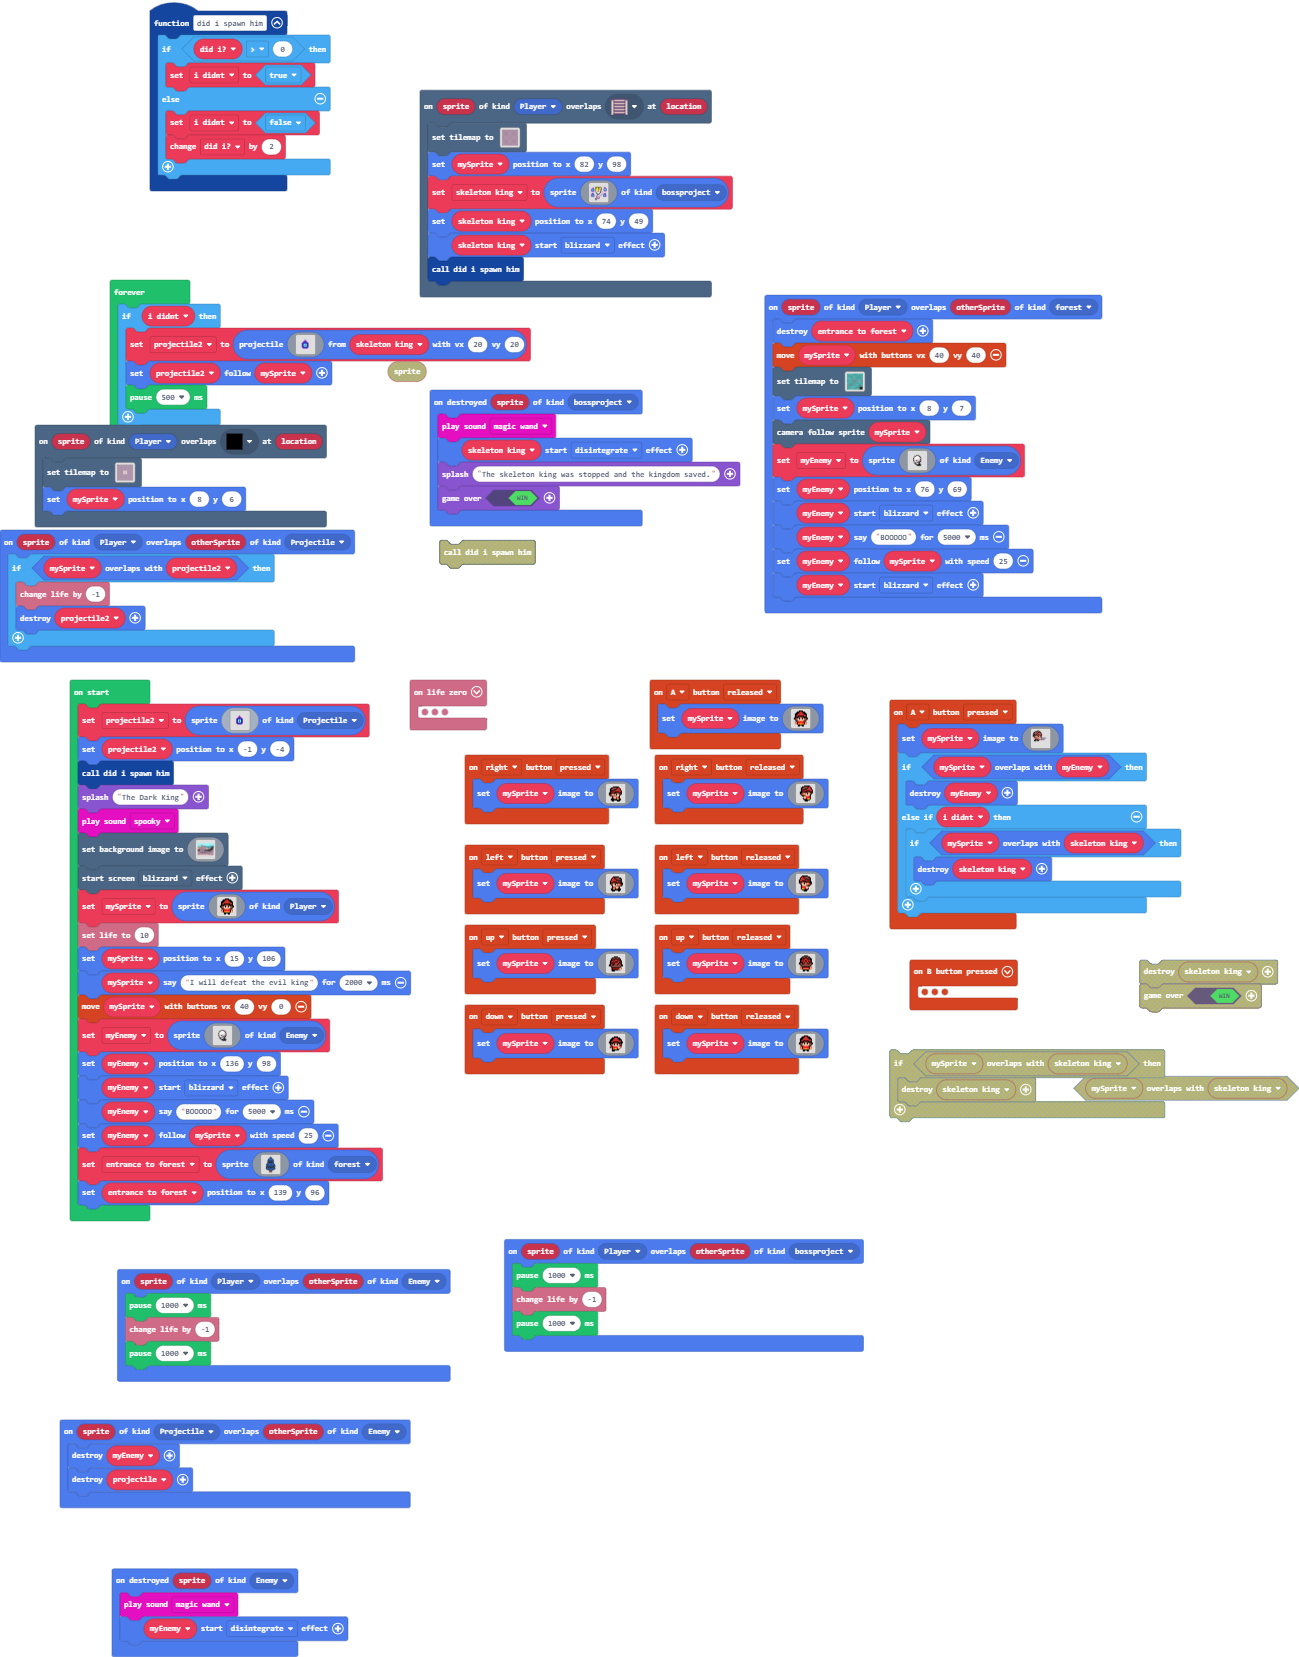 function did i spawn him
if did i? > 0 then
set i didnt to true
else
set i didnt to false
change did i? by 2
on sprite of kind Player overlaps at location
set tilemap to
set mySprite position to x 82 y 98
set skeleton king to sprite of kind bossproject
set skeleton king position to x 74 y 49
skeleton king start blizzard effect
call did i spawn him
forever
if i didnt then
set projectile2 to projectile from skeleton king with vx 20 vy 20
set projectile2 follow mySprite
pause 500 ms
sprite
on sprite of kind Player overlaps otherSprite of kind forest
destroy entrance to forest
move mySprite with buttons vx 40 vy 40
set tilemap to
set mySprite position to x 8 y 7
camera follow sprite mySprite
set myEnemy to sprite of kind Enemy
set myEnemy position to x 76 y 69
myEnemy start blizzard effect
myEnemy say "BOOOOO" for 5000 ms
set myEnemy follow mySprite with speed 25
myEnemy start blizzard effect
on destroyed sprite of kind bossproject
play sound magic wand
skeleton king start disintegrate effect
splash "The skeleton king was stopped and the kingdom saved."
game over WIN
on sprite of kind Player overlaps at location
set tilemap to
set mySprite position to x 8 y 6
call did i spawn him
on sprite of kind Player overlaps otherSprite of kind Projectile
if mySprite overlaps with projectile2 then
change life by -1
destroy projectile2
on start
set projectile2 to sprite of kind Projectile
set projectile2 position to x -1 y -4
call did i spawn him
splash "The Dark King"
play sound spooky
set background image to
start screen blizzard effect
set mySprite to sprite of kind Player
set life to 10
set mySprite position to x 15 y 106
mySprite say "I will defeat the evil king" for 2000 ms
move mySprite with buttons vx 40 vy 0
set myEnemy to sprite of kind Enemy
set myEnemy position to x 136 y 98
myEnemy start blizzard effect
myEnemy say "BOOOOO" for 5000 ms
set myEnemy follow mySprite with speed 25
set entrance to forest to sprite of kind forest
set entrance to forest position to x 139 y 96
on life zero
on A button released
set mySprite image to
on right button pressed
set mySprite image to
on right button released
set mySprite image to
on left button pressed
set mySprite image to
on left button released
set mySprite image to
on up button pressed
set mySprite image to
on up button released
set mySprite image to
on down button pressed
set mySprite image to
on down button released
set mySprite image to
on A button pressed
set mySprite image to
if mySprite overlaps with myEnemy then
destroy myEnemy
else if i didnt then
if mySprite overlaps with skeleton king then
destroy skeleton king
on B button pressed
destroy skeleton king
game over WIN
if mySprite overlaps with skeleton king then
destroy skeleton king
mySprite overlaps with skeleton king
on sprite of kind Player overlaps otherSprite of kind bossproject
pause 1000 ms
change life by -1
pause 1000 ms
on sprite of kind Player overlaps otherSprite of kind Enemy
pause 1000 ms
change life by -1
pause 1000 ms
on sprite of kind Projectile overlaps otherSprite of kind Enemy
destroy myEnemy
destroy projectile
on destroyed sprite of kind Enemy
play sound magic wand
myEnemy start disintegrate effect